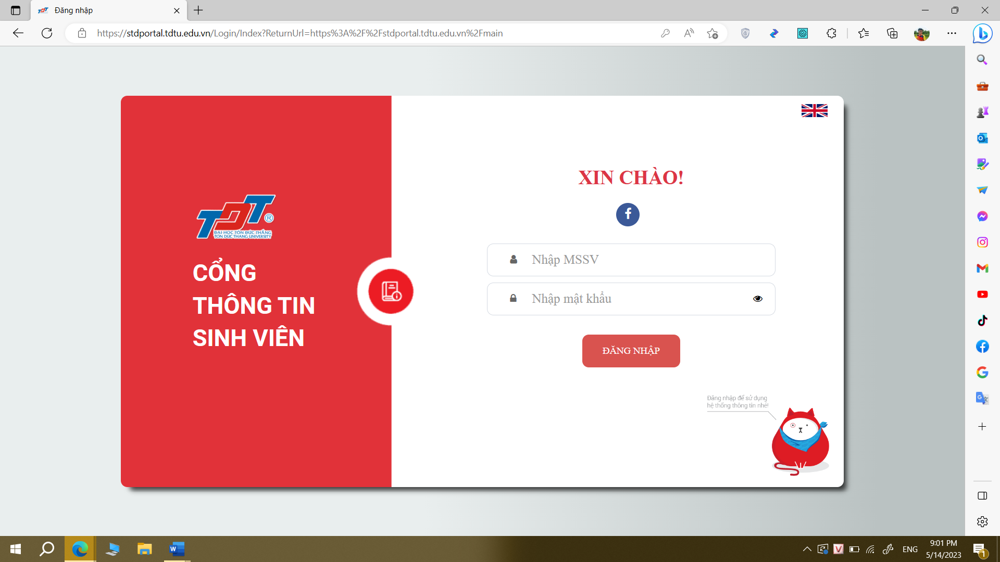 Đăng nhập
https://stdportal.tdtu.edu.vn/Login/Index?ReturnUrl=https%3A%2F%2Fstdportal.tdtu.edu.vn%2Fmain
TDT®
ĐẠI HỌC TÔN ĐỨC THẮNG
TON DUC THANG UNIVERSITY
CỔNG
THÔNG TIN
SINH VIÊN
XIN CHÀO!
Nhập MSSV
Nhập mật khẩu
ĐĂNG NHẬP
Đăng nhập để sử dụng
hệ thống thông tin nhé!
ENG
9:01 PM
5/14/2023
1